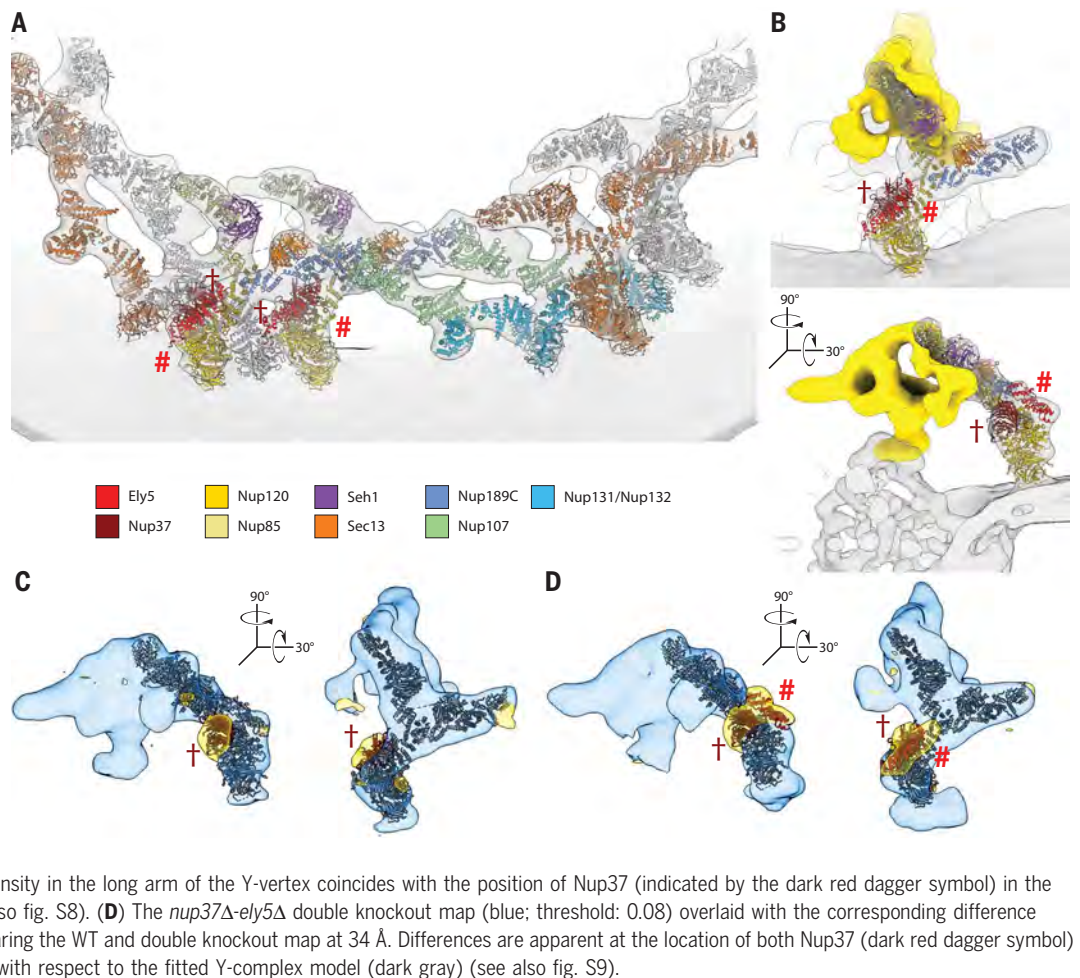 A
B
†
†
#
#
†
#
90°
30°
#
†
Ely5
Nup120
Seh1
Nup189C
Nup131/Nup132
Nup37
Nup85
Sec13
Nup107
C
D
90°
30°
†
†
90°
30°
#
†
†
#
nsity in the long arm of the Y-vertex coincides with the position of Nup37 (indicated by the dark red dagger symbol) in the
so fig. S8). (D) The nup37Δ-ely5Δ double knockout map (blue; threshold: 0.08) overlaid with the corresponding difference
aring the WT and double knockout map at 34 Å. Differences are apparent at the location of both Nup37 (dark red dagger symbol)
with respect to the fitted Y-complex model (dark gray) (see also fig. S9).